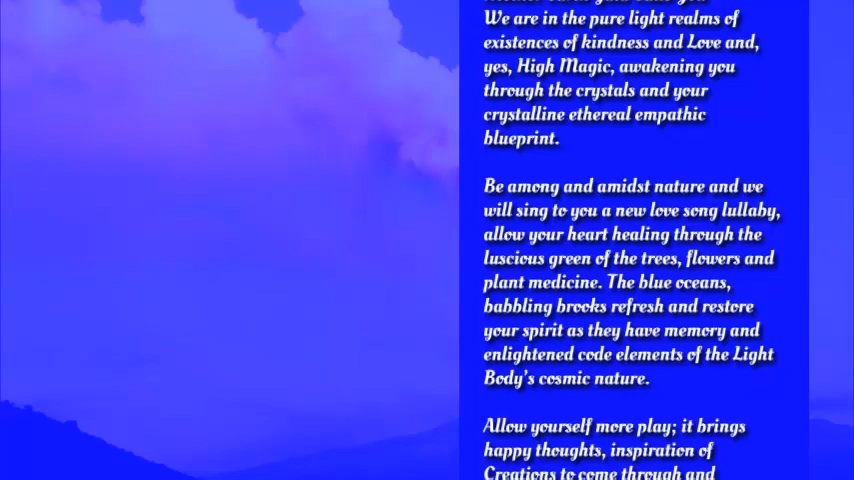 We are in the pure light realms of
existences of kindness and Love and,
yes, High Magic, awakening you
through the crystals and your
crystalline ethereal empathic
blueprint.
Be among and amidst nature and we
will sing to you a new love song lullaby,
allow your heart healing through the
luscious green of the trees, flowers and
plant medicine. The blue oceans,
babbling brooks refresh and restore
your spirit as they have memory and
enlightened code elements of the Light
Body's cosmic nature.
Allow yourself more play; it brings
happy thoughts, inspiration of
Creations to come through and